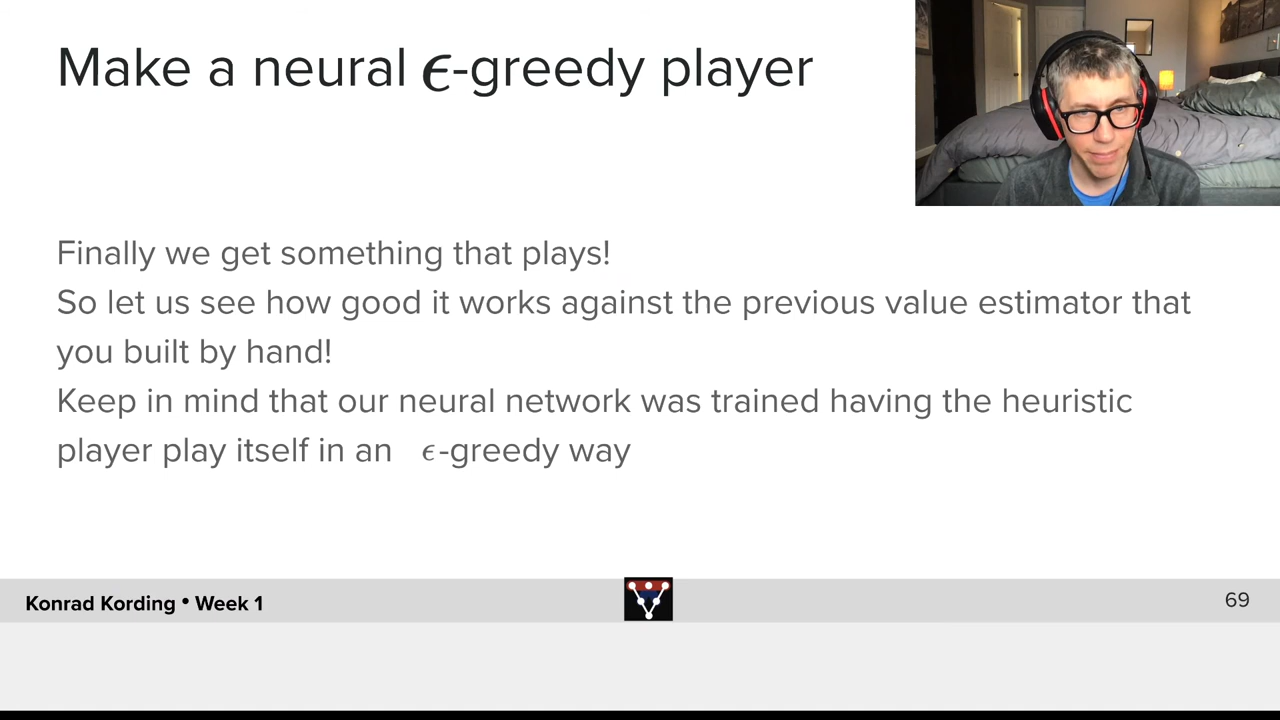 Make a neural ϵ-greedy player
Finally we get something that plays!
So let us see how good it works against the previous value estimator that
you built by hand!
Keep in mind that our neural network was trained having the heuristic
player play itself in an ϵ-greedy way
Konrad Kording • Week 1
69